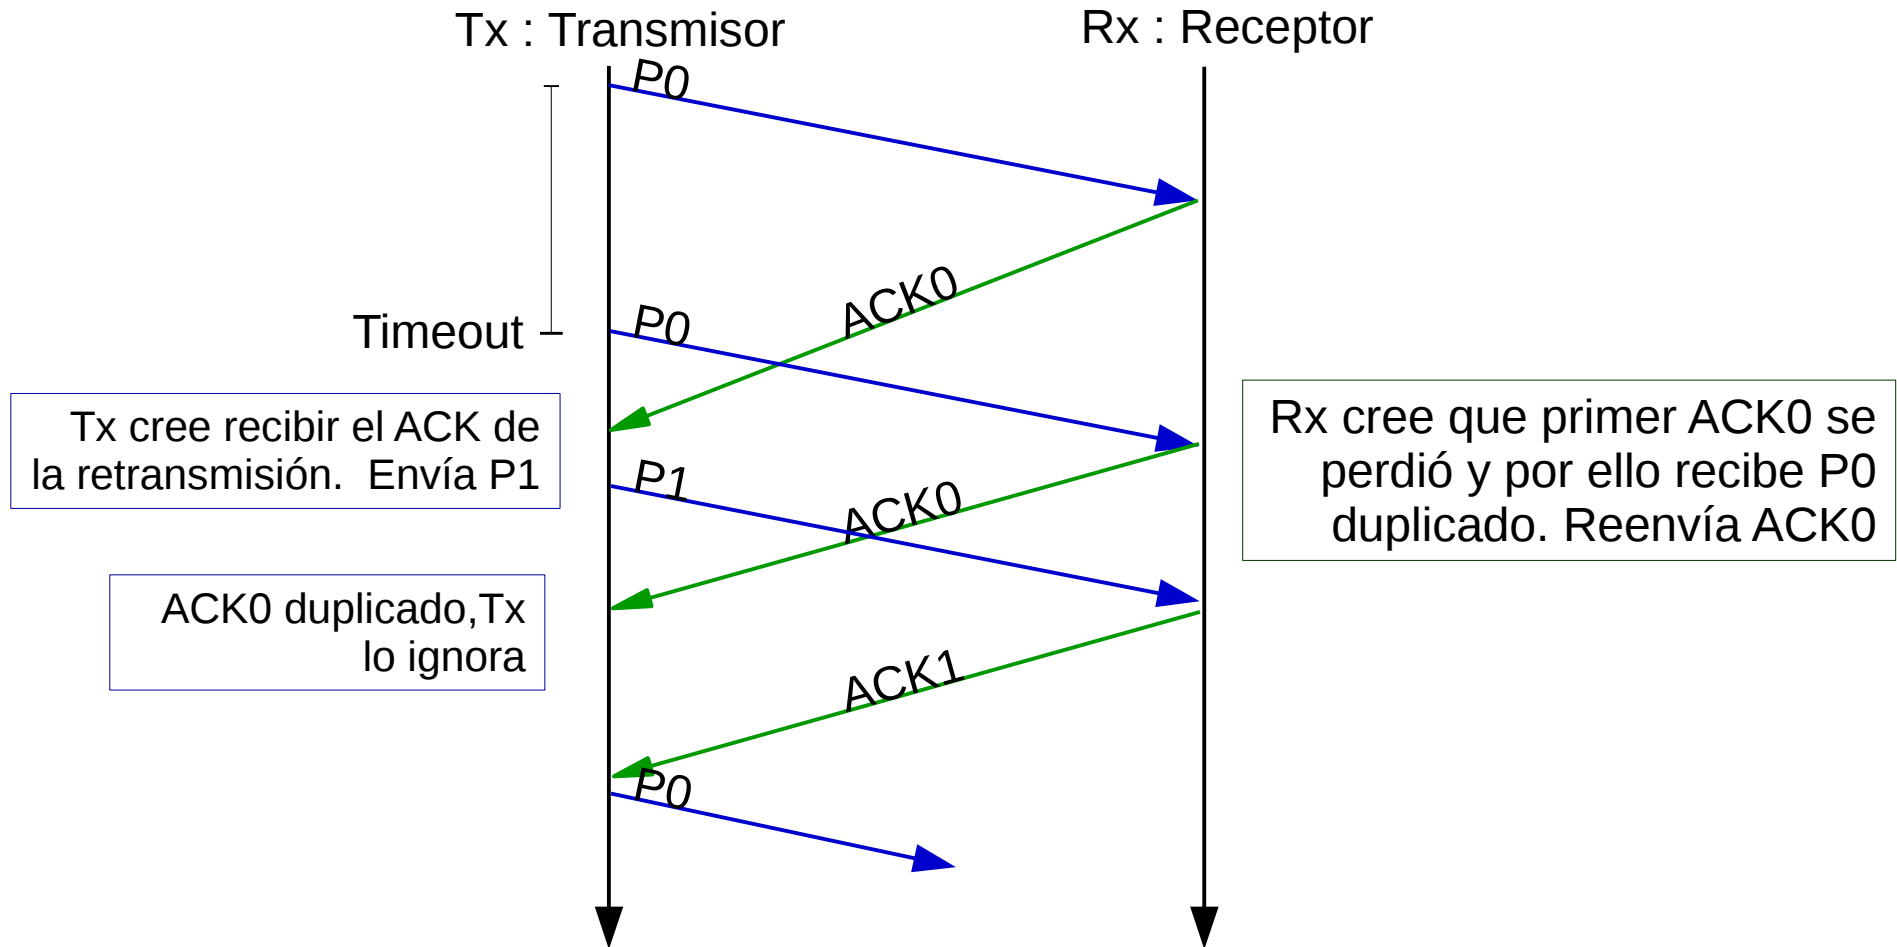 Tx : Transmisor
Rx : Receptor
P0
ACK0
Timeout
P0
Tx cree recibir el ACK de
la retransmisión.  Envía P1
Rx cree que primer ACK0 se
perdió y por ello recibe P0
duplicado. Reenvía ACK0
P1
ACK0
ACK0 duplicado,Tx
lo ignora
ACK1
P0